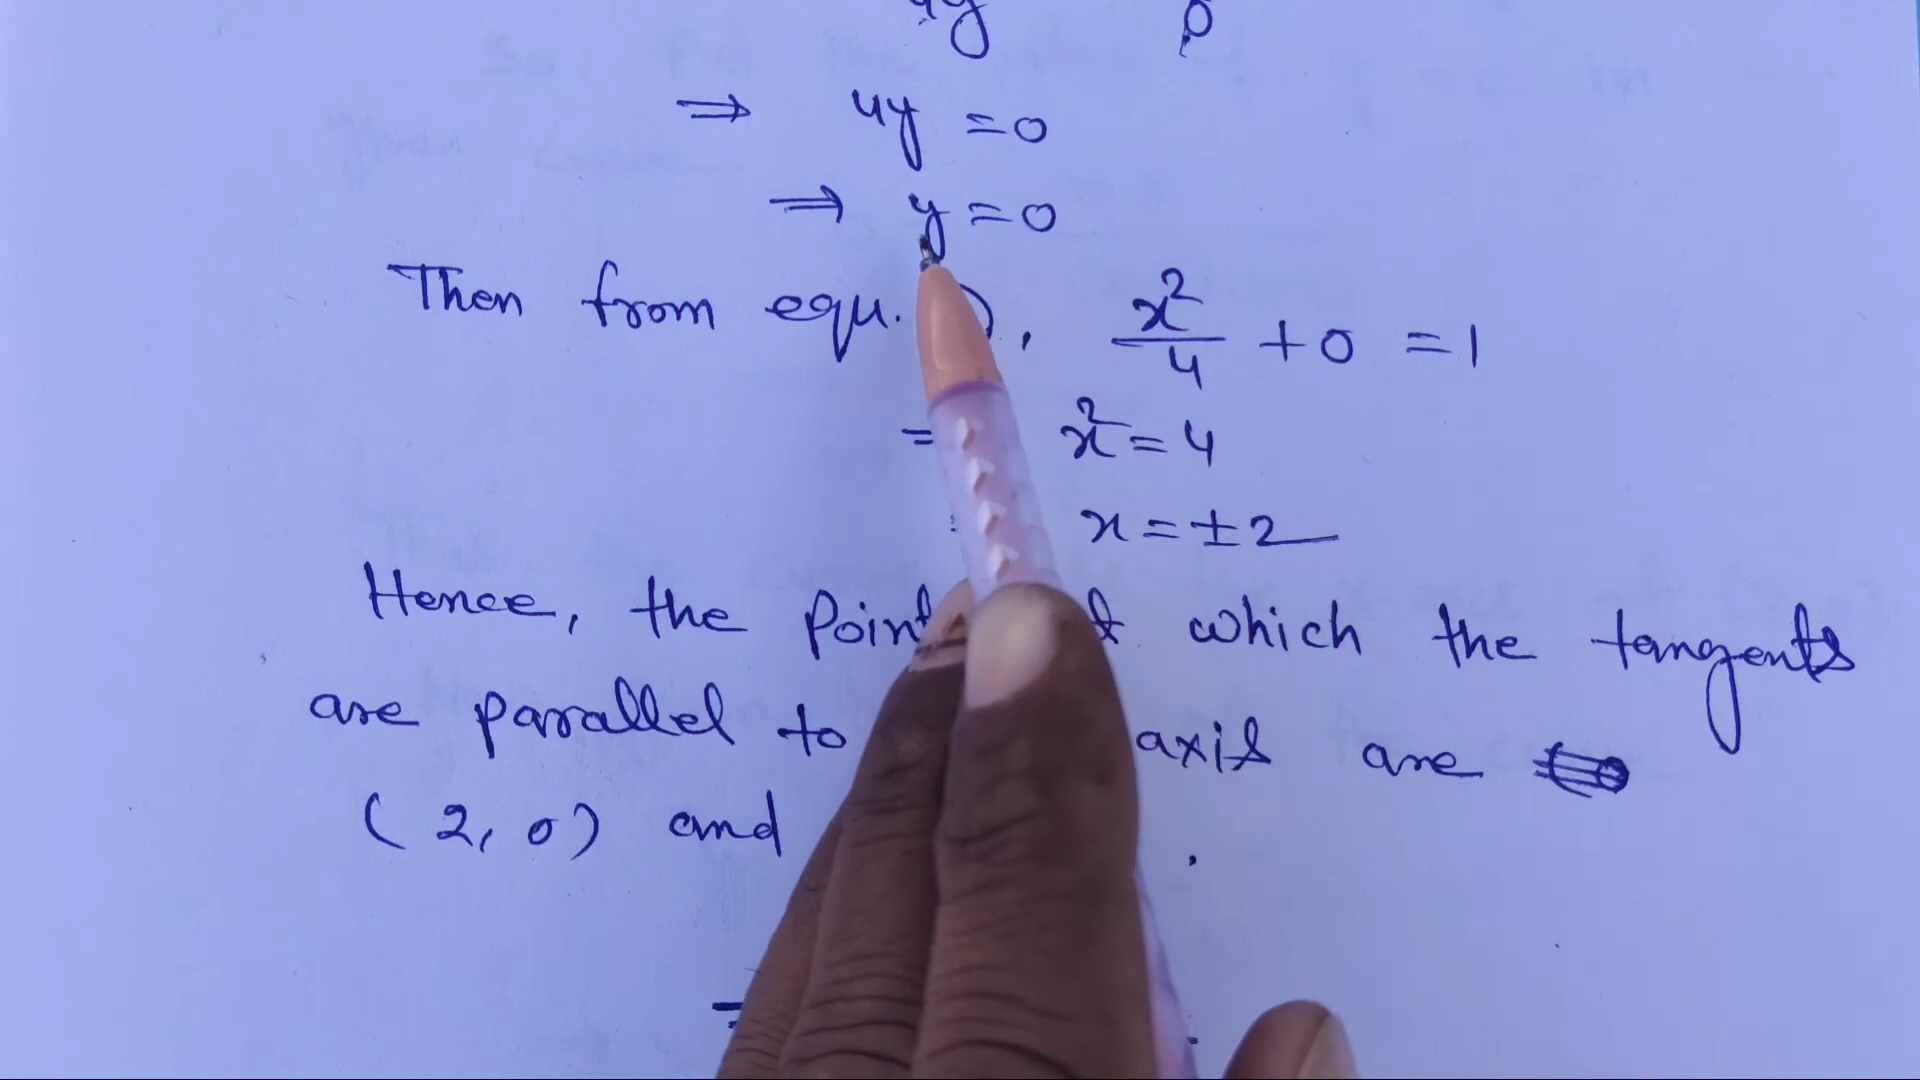 ⇒ 4y = 0
⇒ y = 0
Then from equ. , x²/4 + 0 = 1
x² = 4
x = ±2
Hence, the which the tangents
are parallel to axis are
(2, 0) and .